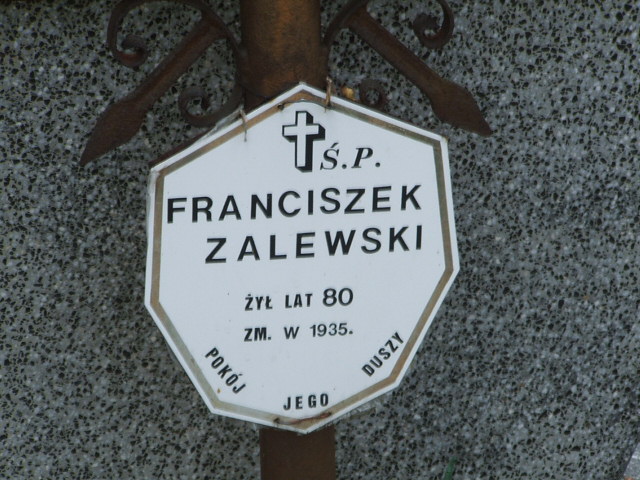 Ś.P.
FRANCISZEK
ZALEWSKI
ŻYŁ LAT 80
ZM. W 1935.
POKÓJ JEGO DUSZY